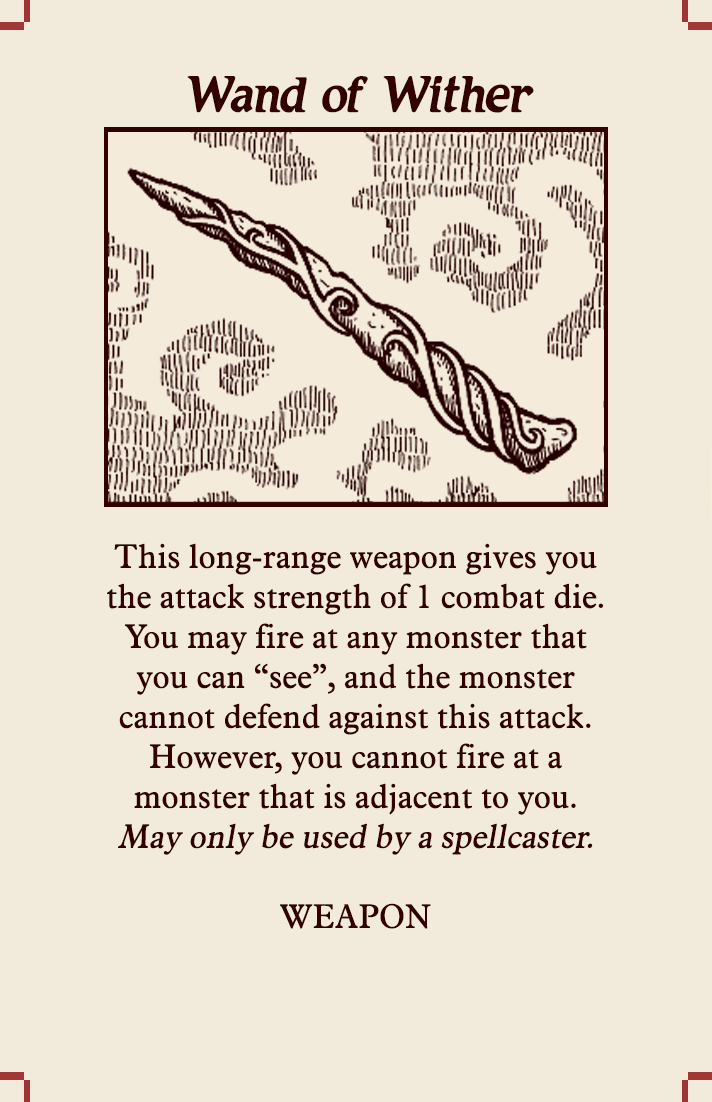 Wand of Wither
This long-range weapon gives you
the attack strength of 1 combat die.
You may fire at any monster that
you can “see”, and the monster
cannot defend against this attack.
However, you cannot fire at a
monster that is adjacent to you.
May only be used by a spellcaster.
WEAPON